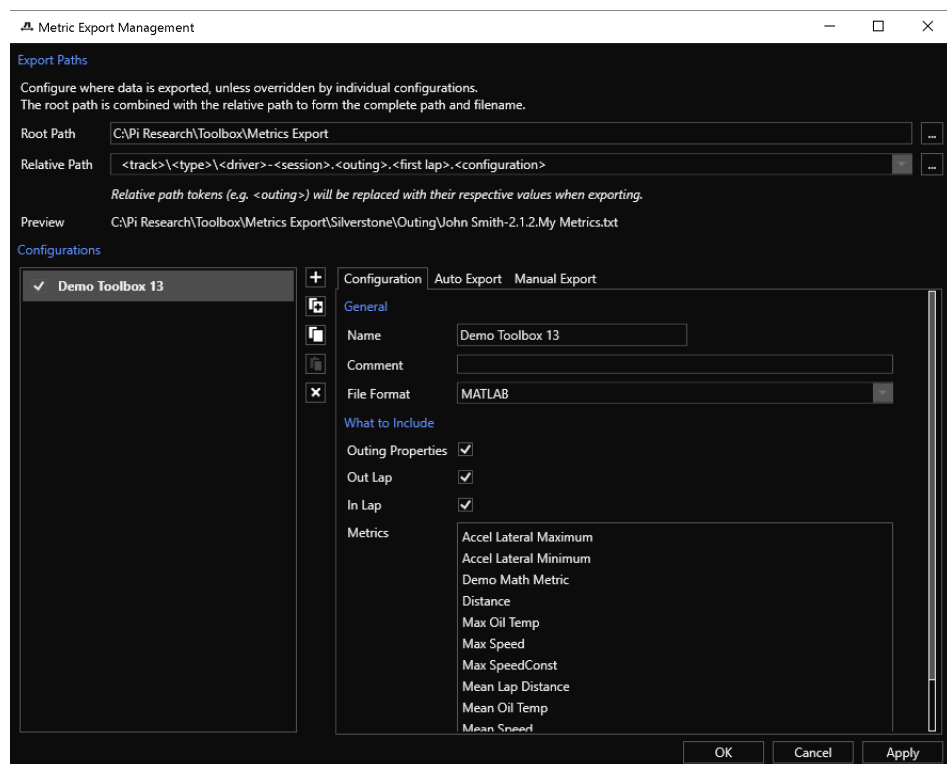 Metric Export Management
Export Paths
Configure where data is exported, unless overridden by individual configurations.
The root path is combined with the relative path to form the complete path and filename.
Root Path C:\Pi Research\Toolbox\Metrics Export ...
Relative Path <track>\<type>\<driver>-<session>.<outing>.<first lap>.<configuration> ...
Relative path tokens (e.g. <outing>) will be replaced with their respective values when exporting.
Preview C:\Pi Research\Toolbox\Metrics Export\Silverstone\Outing\John Smith-2.1.2.My Metrics.txt
Configurations
Demo Toolbox 13
Configuration Auto Export Manual Export
General
Name Demo Toolbox 13
Comment
File Format MATLAB
What to Include
Outing Properties
Out Lap
In Lap
Metrics
Accel Lateral Maximum
Accel Lateral Minimum
Demo Math Metric
Distance
Max Oil Temp
Max Speed
Max SpeedConst
Mean Lap Distance
Mean Oil Temp
Mean Speed
OK Cancel Apply